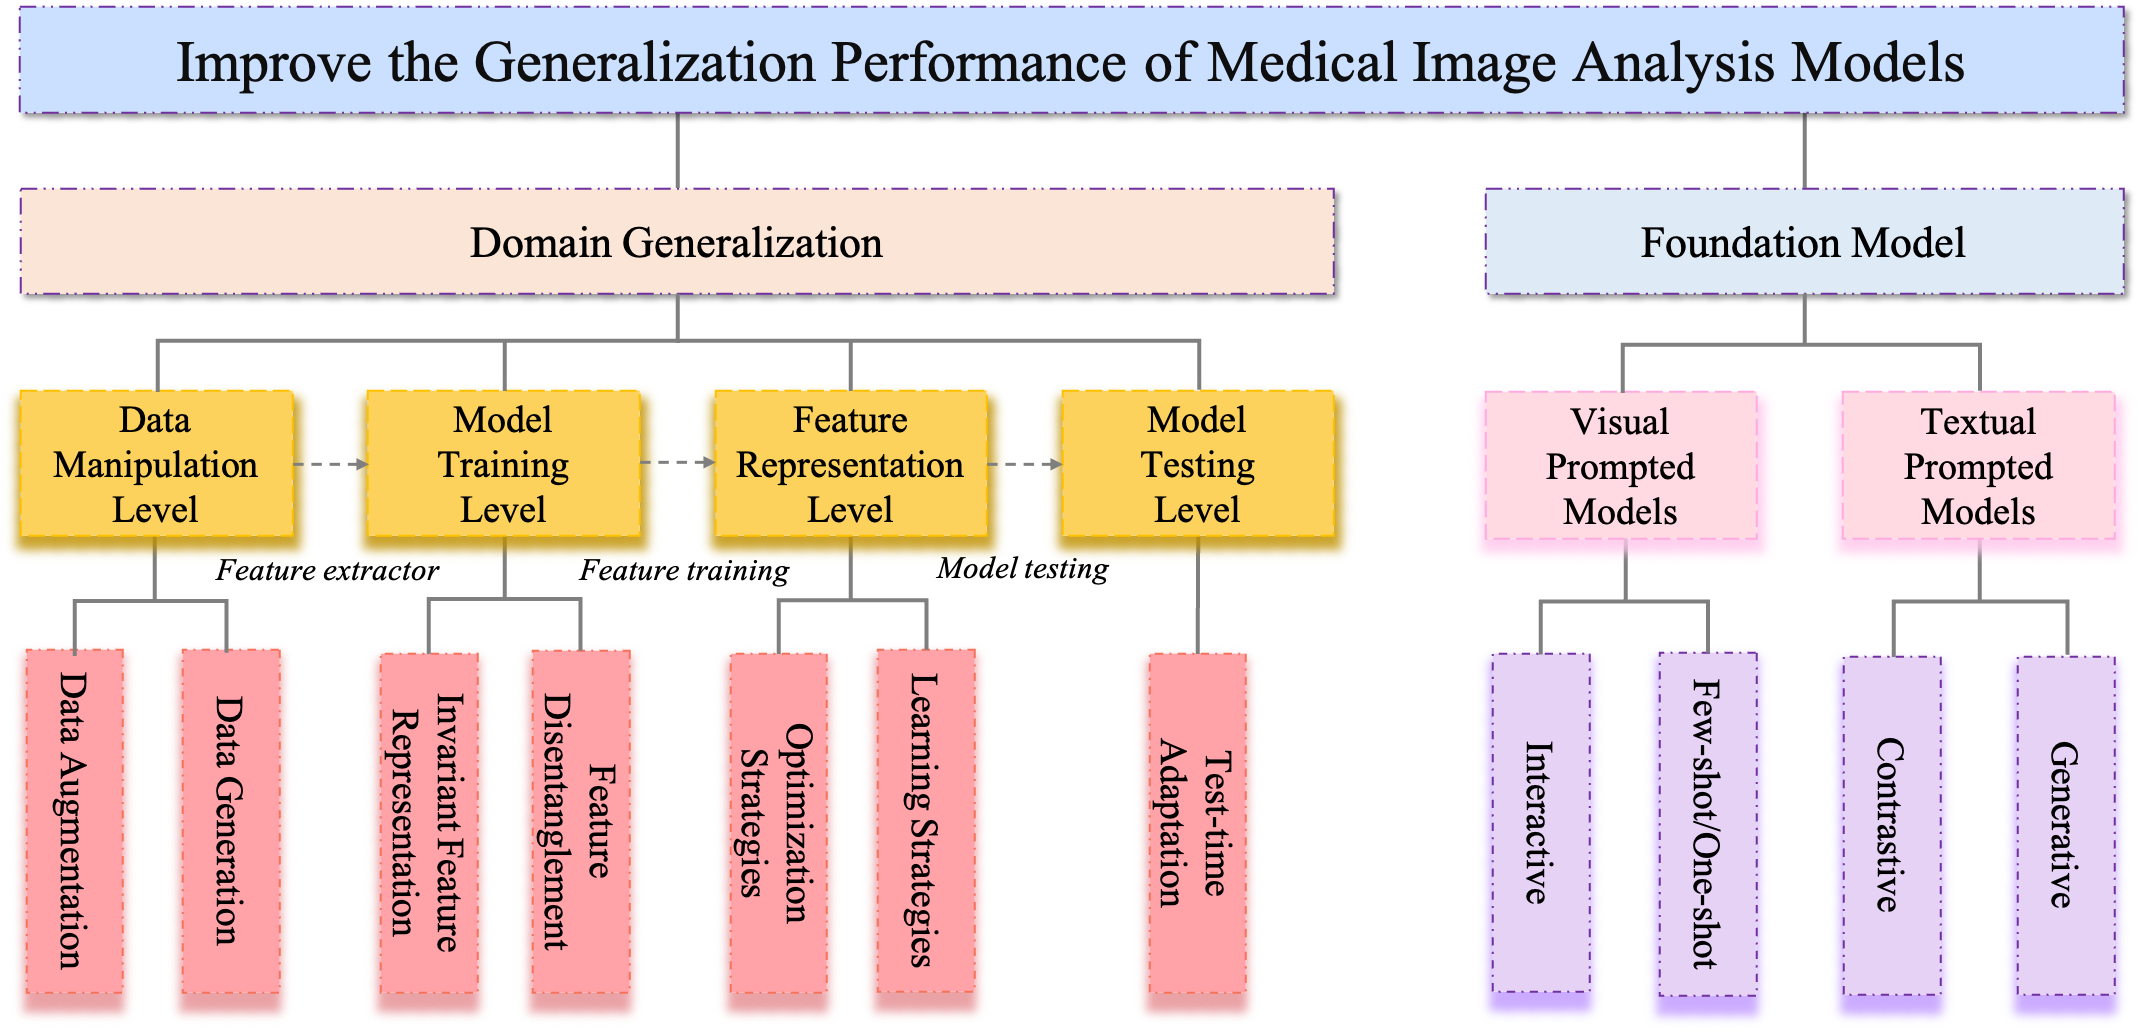 Improve the Generalization Performance of Medical Image Analysis Models
Domain Generalization
Foundation Model
Data
Manipulation
Level
Model
Training
Level
Feature
Representation
Level
Model
Testing
Level
Visual
Prompted
Models
Textual
Prompted
Models
Feature extractor
Feature training
Model testing
Data Augmentation
Data Generation
Invariant Feature
Representation
Feature
Disentanglement
Optimization
Strategies
Learning Strategies
Test-time
Adaptation
Interactive
Few-shot/One-shot
Contrastive
Generative